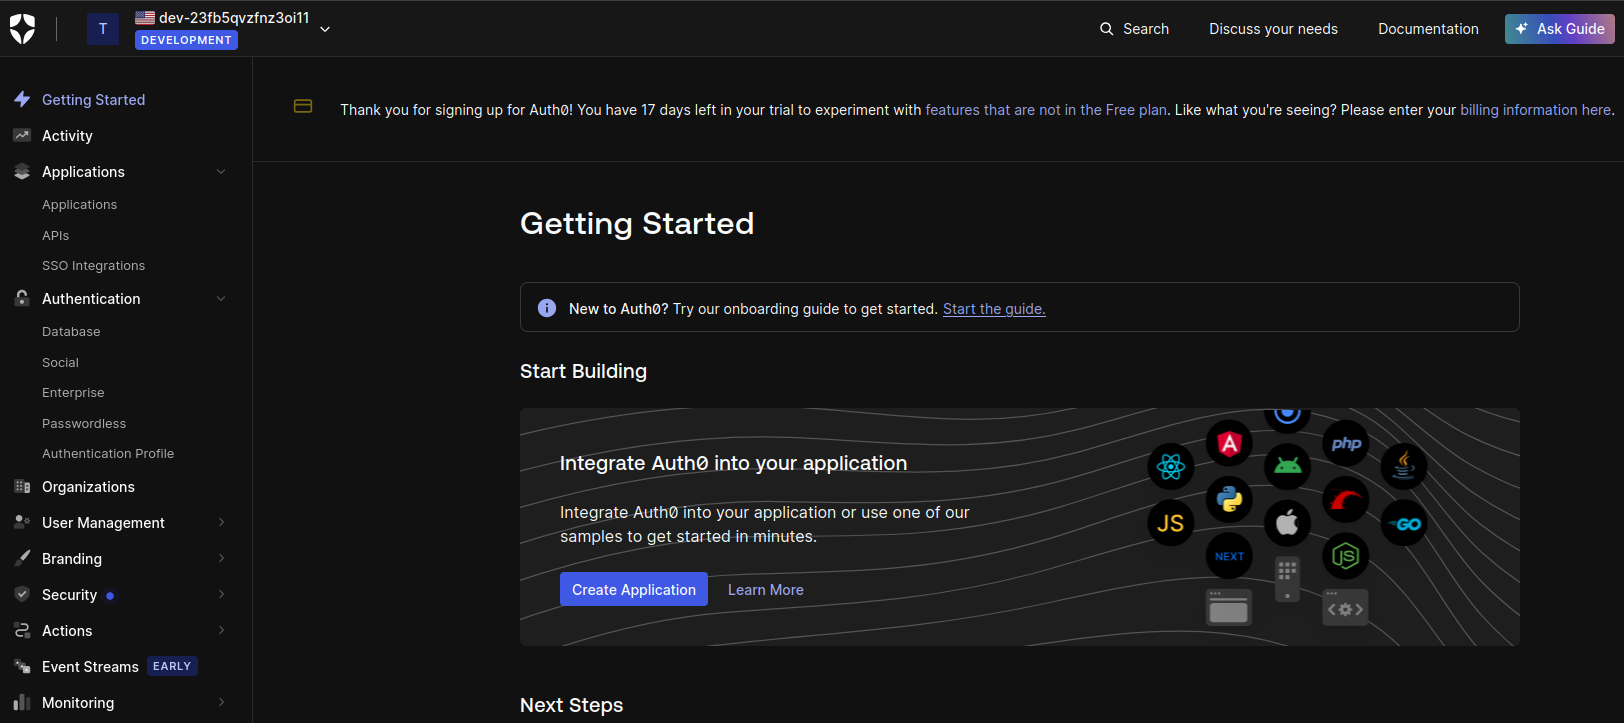 T
dev-23fb5qvzfnz3oi11
DEVELOPMENT
Search
Discuss your needs
Documentation
Ask Guide
Getting Started
Activity
Applications
Applications
APIs
SSO Integrations
Authentication
Database
Social
Enterprise
Passwordless
Authentication Profile
Organizations
User Management
Branding
Security
Actions
Event Streams EARLY
Monitoring
Thank you for signing up for Auth0! You have 17 days left in your trial to experiment with features that are not in the Free plan. Like what you're seeing? Please enter your billing information here.
Getting Started
New to Auth0? Try our onboarding guide to get started. Start the guide.
Start Building
Integrate Auth0 into your application
Integrate Auth0 into your application or use one of our
samples to get started in minutes.
Create Application
Learn More
A
php
JS
GO
NEXT
JS
Next Steps